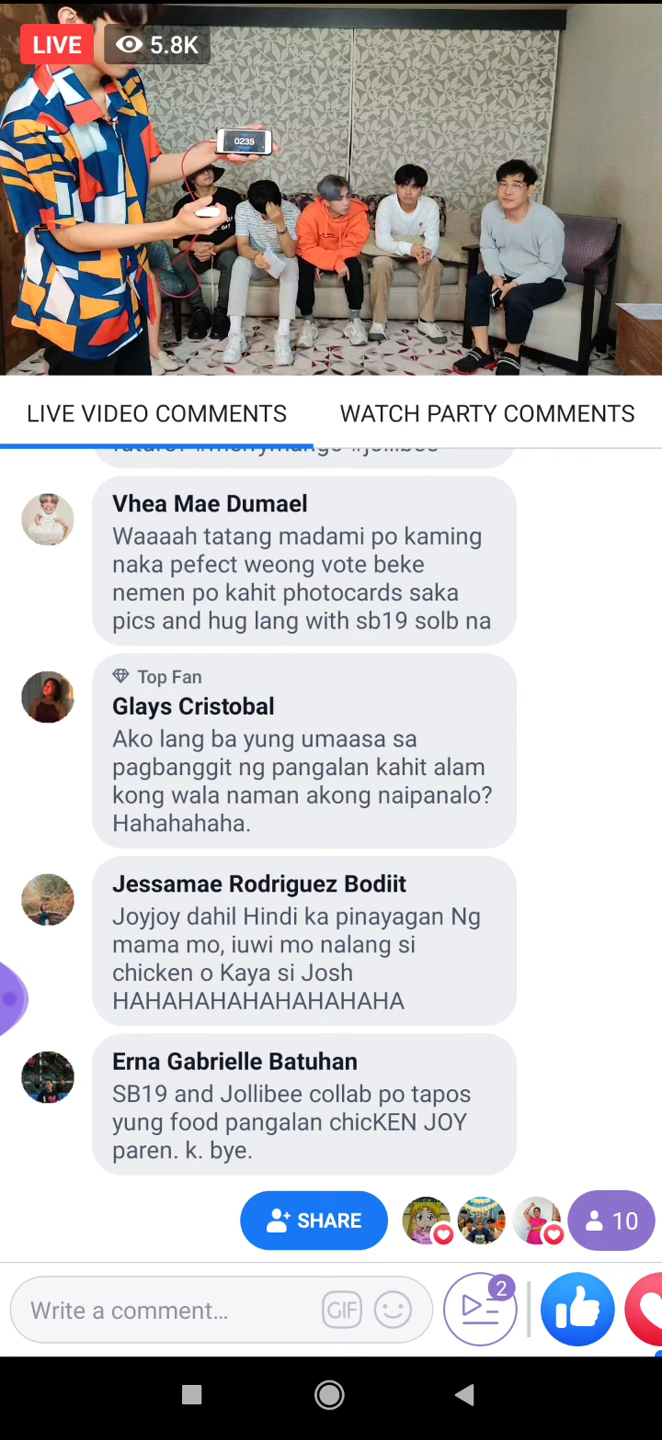 LIVE
5.8K
0235
LIVE VIDEO COMMENTS
WATCH PARTY COMMENTS
Vhea Mae Dumael
Waaaah tatang madami po kaming
naka pefect weong vote beke
nemen po kahit photocards saka
pics and hug lang with sb19 solb na
Top Fan
Glays Cristobal
Ako lang ba yung umaasa sa
pagbanggit ng pangalan kahit alam
kong wala naman akong naipanalo?
Hahahahaha.
Jessamae Rodriguez Bodiit
Joyjoy dahil Hindi ka pinayagan Ng
mama mo, iuwi mo nalang si
chicken o Kaya si Josh
HAHAHAHAHAHAHAHAHA
Erna Gabrielle Batuhan
SB19 and Jollibee collab po tapos
yung food pangalan chicKEN JOY
paren. k. bye.
SHARE
10
Write a comment...
GIF
2